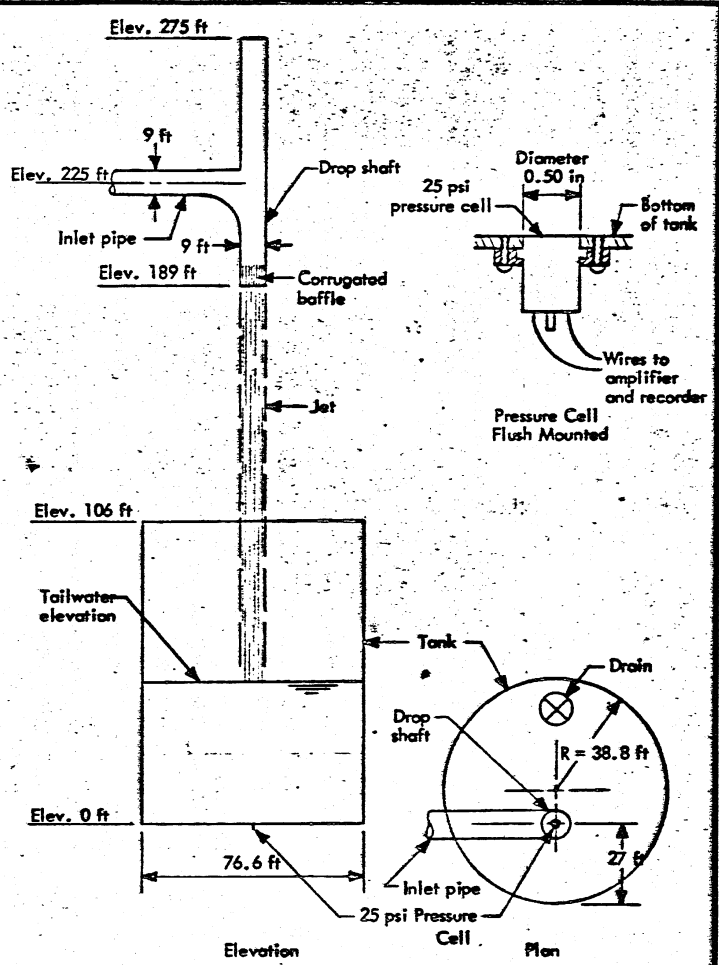 Elev. 275 ft
9 ft
Elev. 225 ft
Drop shaft
Inlet pipe
9 ft
Elev. 189 ft
Corrugated
baffle
Jet
Diameter
0.50 in
25 psi
pressure cell
Bottom
of tank
Wires to
amplifier
and recorder
Pressure Cell
Flush Mounted
Elev. 106 ft
Tailwater
elevation
Tank
Drain
Drop
shaft
R = 38.8 ft
Elev. 0 ft
27 ft
76.6 ft
Inlet pipe
25 psi Pressure
Cell
Elevation
Plan